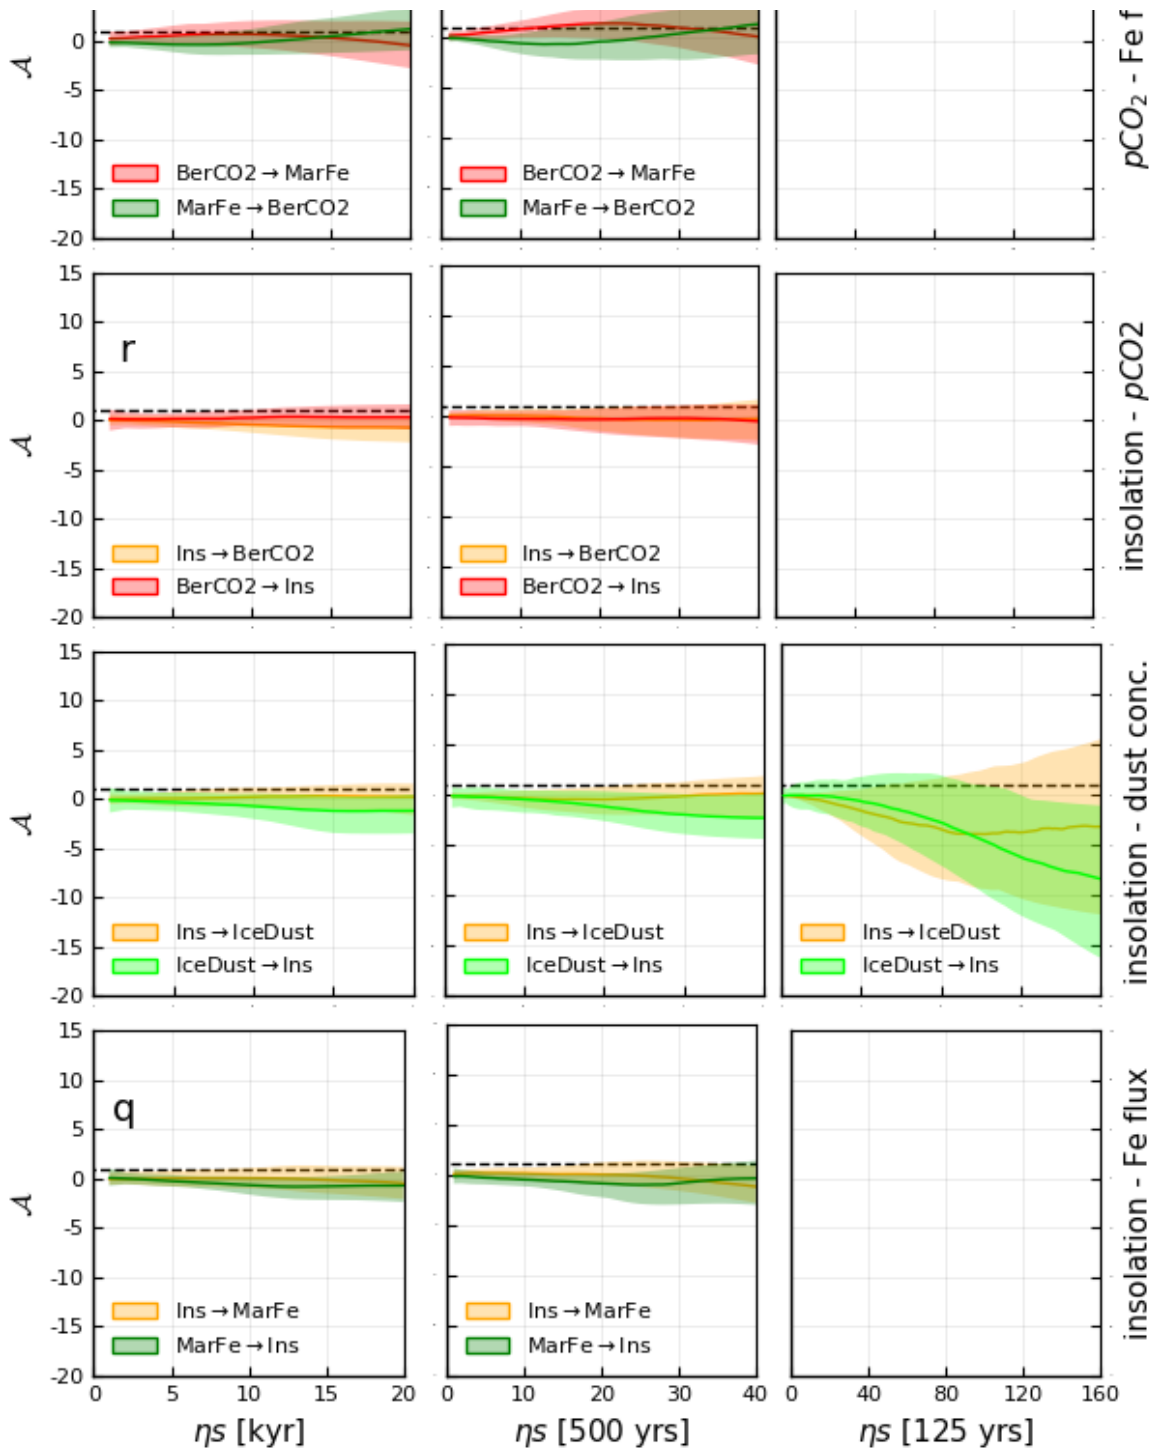 0
-5
-10
-15
-20
𝒜
BerCO2→MarFe
MarFe→BerCO2
BerCO2→MarFe
MarFe→BerCO2
pCO₂ - Fe f
15
10
5
0
-5
-10
-15
-20
𝒜
r
Ins→BerCO2
BerCO2→Ins
Ins→BerCO2
BerCO2→Ins
insolation - pCO2
15
10
5
0
-5
-10
-15
-20
𝒜
Ins→IceDust
IceDust→Ins
Ins→IceDust
IceDust→Ins
Ins→IceDust
IceDust→Ins
insolation - dust conc.
15
10
5
0
-5
-10
-15
-20
𝒜
q
Ins→MarFe
MarFe→Ins
Ins→MarFe
MarFe→Ins
insolation - Fe flux
0 5 10 15 20
0 10 20 30 40
0 40 80 120 160
ηs [kyr]
ηs [500 yrs]
ηs [125 yrs]